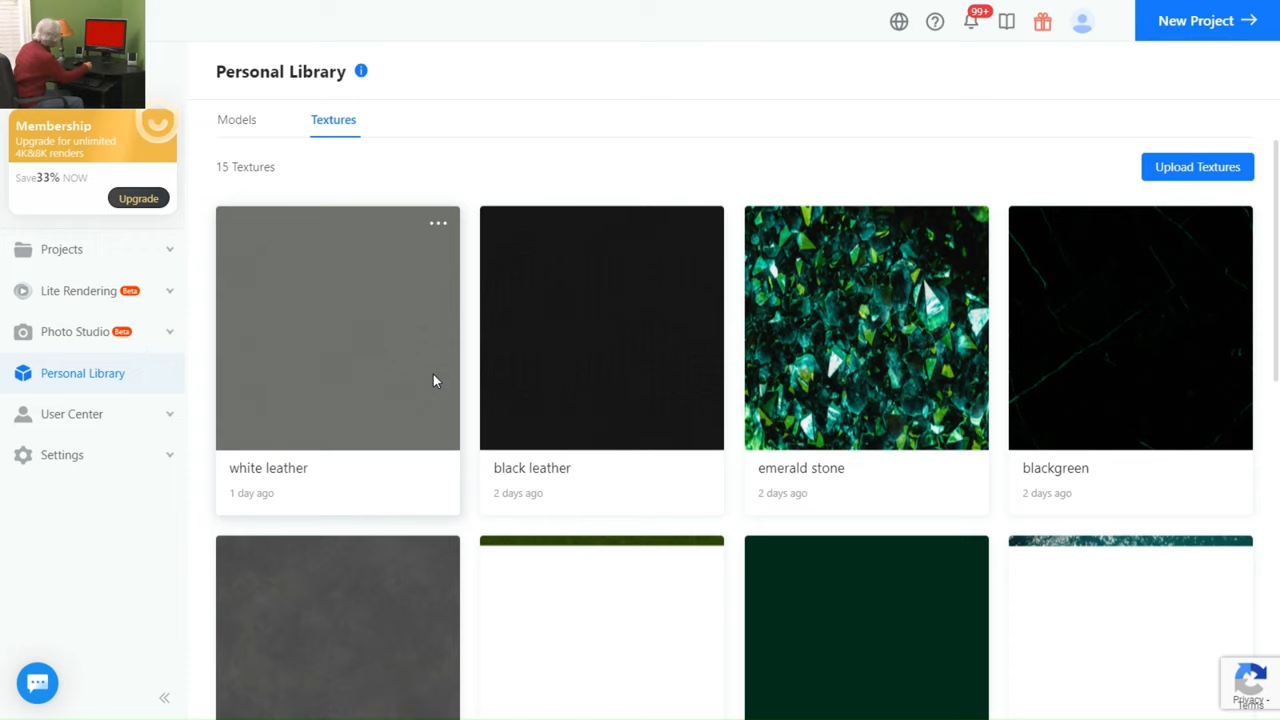 99+
New Project
Personal Library
Membership
Upgrade for unlimited
4K&8K renders
Save33% NOW
Upgrade
Models
Textures
15 Textures
Upload Textures
Projects
Lite Rendering Beta
Photo Studio Beta
Personal Library
User Center
Settings
white leather
1 day ago
black leather
2 days ago
emerald stone
2 days ago
blackgreen
2 days ago
Privacy -
Terms